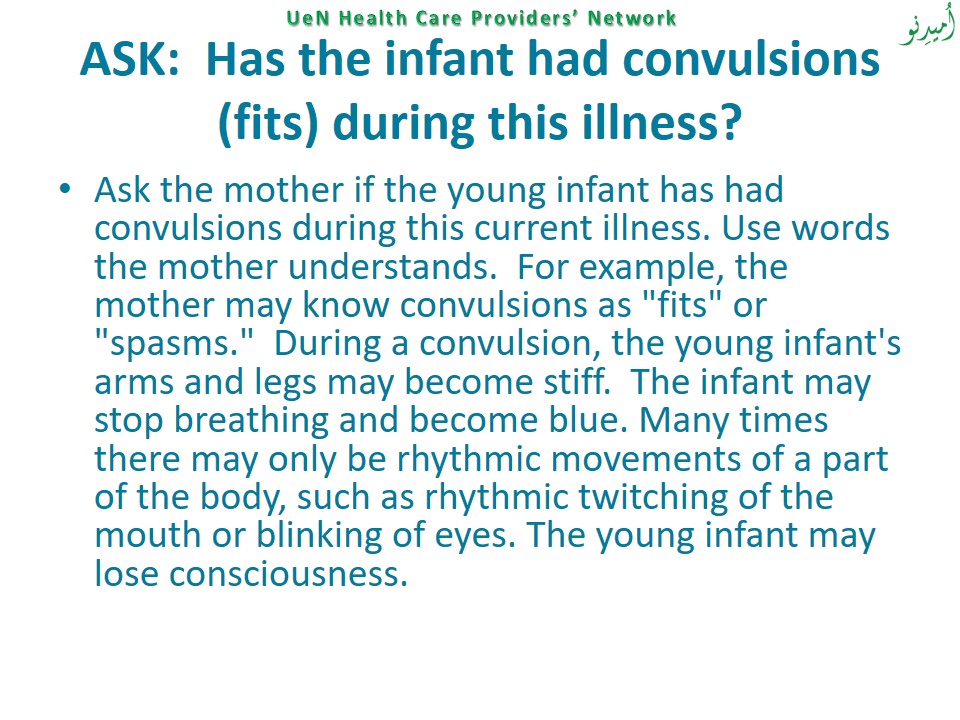 UeN Health Care Providers’ Network
أُمیدِنو
ASK:  Has the infant had convulsions
(fits) during this illness?
• Ask the mother if the young infant has had
convulsions during this current illness. Use words
the mother understands.  For example, the
mother may know convulsions as "fits" or
"spasms."  During a convulsion, the young infant's
arms and legs may become stiff.  The infant may
stop breathing and become blue. Many times
there may only be rhythmic movements of a part
of the body, such as rhythmic twitching of the
mouth or blinking of eyes. The young infant may
lose consciousness.